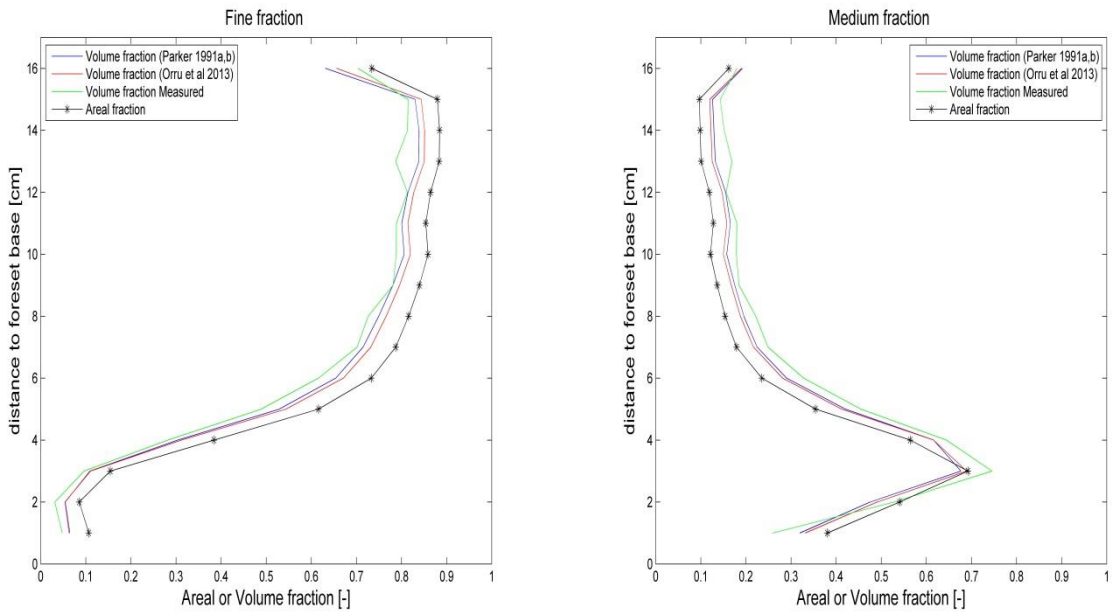 Fine fraction
Volume fraction (Parker 1991a,b)
Volume fraction (Orru et al 2013)
Volume fraction Measured
Areal fraction
distance to foreset base [cm]
16
14
12
10
8
6
4
2
0
0 0.1 0.2 0.3 0.4 0.5 0.6 0.7 0.8 0.9 1
Areal or Volume fraction [-]
Medium fraction
Volume fraction (Parker 1991a,b)
Volume fraction (Orru et al 2013)
Volume fraction Measured
Areal fraction
distance to foreset base [cm]
16
14
12
10
8
6
4
2
0
0 0.1 0.2 0.3 0.4 0.5 0.6 0.7 0.8 0.9 1
Areal or Volume fraction [-]